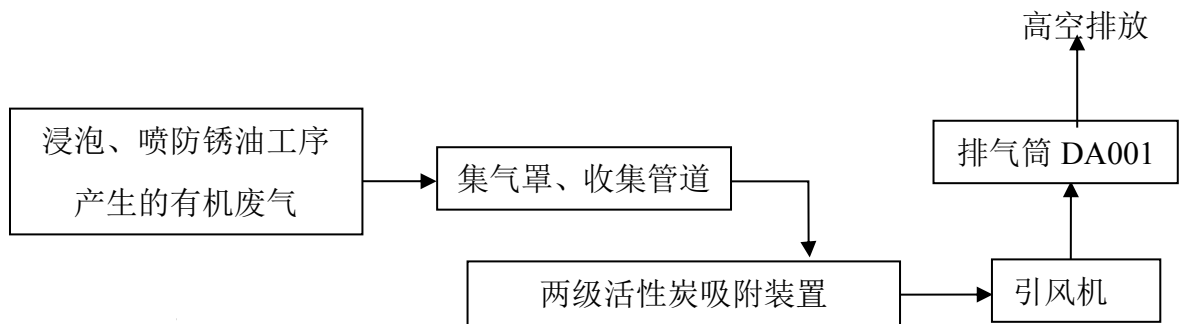 高空排放
浸泡、喷防锈油工序
产生的有机废气
集气罩、收集管道
排气筒 DA001
两级活性炭吸附装置
引风机